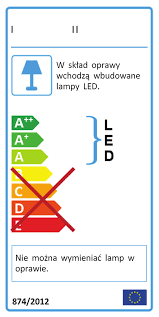 I II
W skład oprawy
wchodzą wbudowane
lampy LED.
A++
A+
A
B
C
D
E
L
E
D
Nie można wymieniać lamp w
oprawie.
874/2012